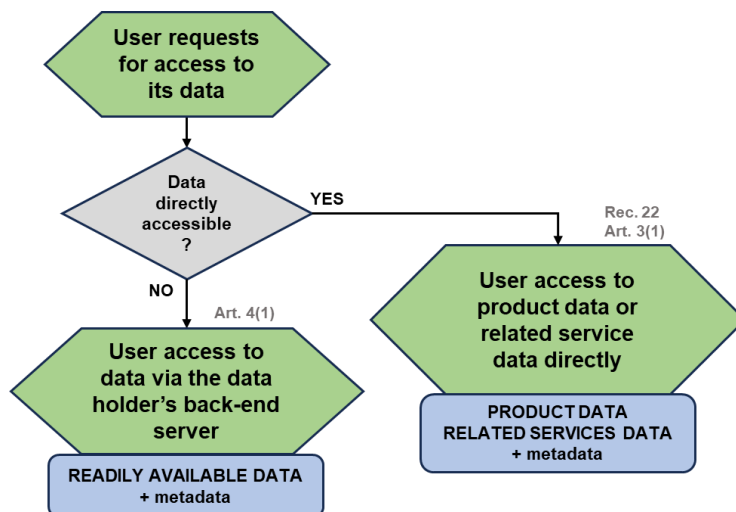 User requests
for access to
its data
Data
directly
accessible
?
YES
Rec. 22
Art. 3(1)
User access to
product data or
related service
data directly
PRODUCT DATA
RELATED SERVICES DATA
+ metadata
NO
Art. 4(1)
User access to
data via the data
holder’s back-end
server
READILY AVAILABLE DATA
+ metadata